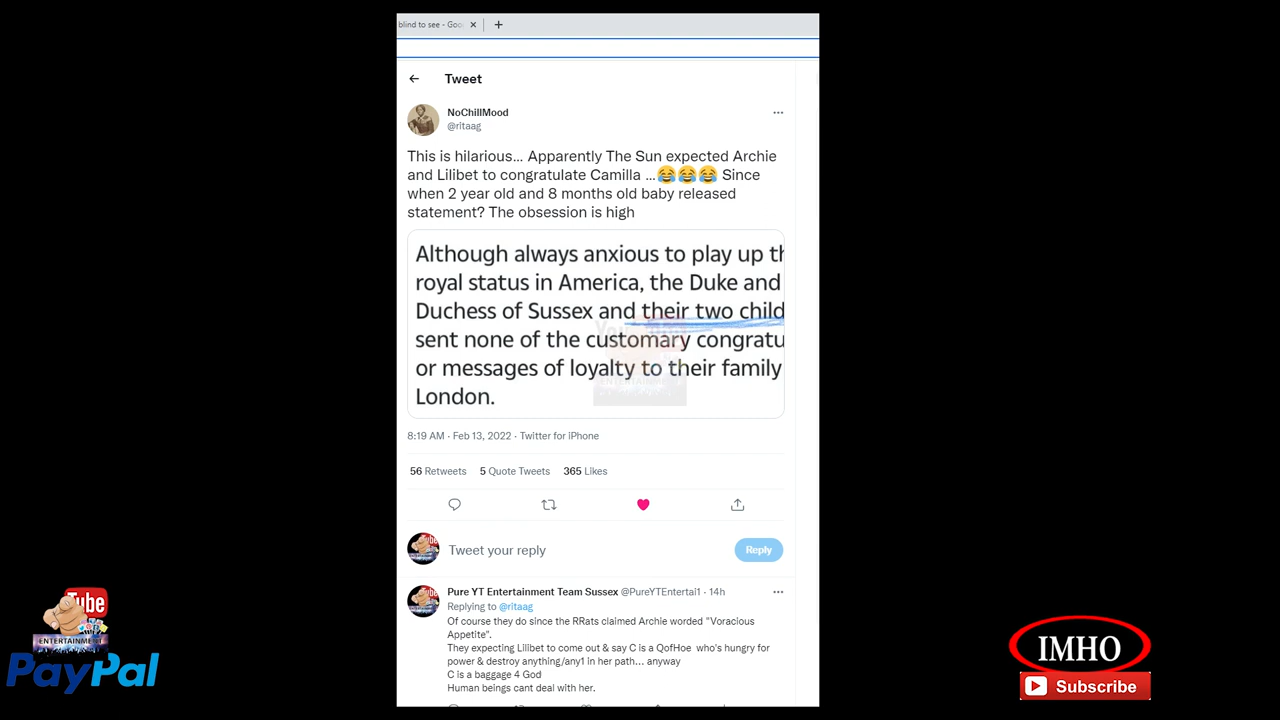 blind to see - Goo
Tweet
NoChillMood
@ritaag
This is hilarious... Apparently The Sun expected Archie
and Lilibet to congratulate Camilla ...😂😂😂 Since
when 2 year old and 8 months old baby released
statement? The obsession is high
Although always anxious to play up th
royal status in America, the Duke and
Duchess of Sussex and their two child
sent none of the customary congratu
or messages of loyalty to their family
London.
8:19 AM · Feb 13, 2022 · Twitter for iPhone
56 Retweets 5 Quote Tweets 365 Likes
Tweet your reply
Reply
Pure YT Entertainment Team Sussex @PureYTEntertai1 · 14h
Replying to @ritaag
Of course they do since the RRats claimed Archie worded "Voracious
Appetite".
They expecting Lilibet to come out & say C is a QofHoe who's hungry for
power & destroy anything/any1 in her path... anyway
C is a baggage 4 God
Human beings cant deal with her.
Tube
ENTERTAINMENT
PayPal
IMHO
Subscribe